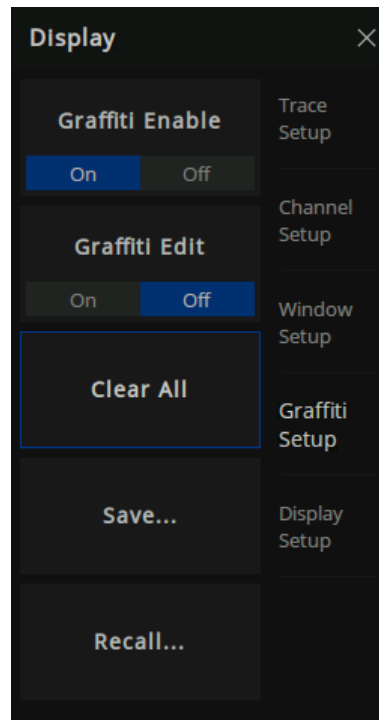 Display
Graffiti Enable
On Off
Graffiti Edit
On Off
Clear All
Save...
Recall...
Trace
Setup
Channel
Setup
Window
Setup
Graffiti
Setup
Display
Setup